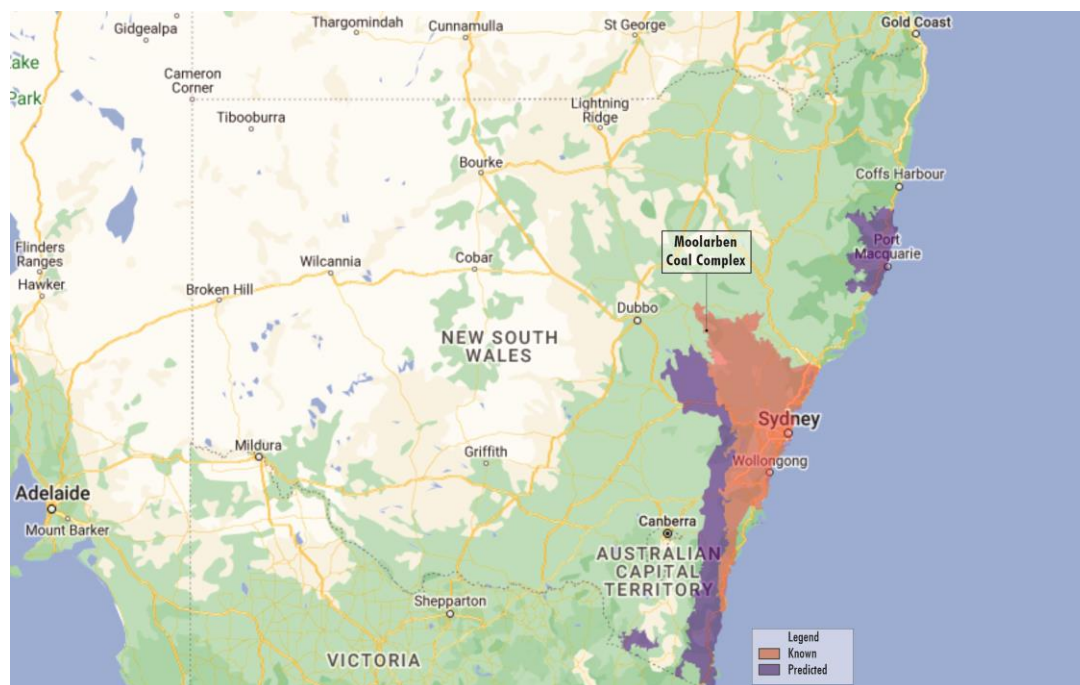 Gidgealpa
Thargomindah
Cunnamulla
St George
Gold Coast
ake
Park
Cameron
Corner
Tibooburra
Lightning
Ridge
Bourke
Coffs Harbour
Flinders
Ranges
Hawker
Wilcannia
Cobar
Moolarben
Coal Complex
Port
Macquarie
Broken Hill
Dubbo
NEW SOUTH
WALES
Sydney
Mildura
Griffith
Wollongong
Adelaide
Mount Barker
Canberra
AUSTRALIAN
CAPITAL
TERRITORY
Shepparton
VICTORIA
Legend
Known
Predicted